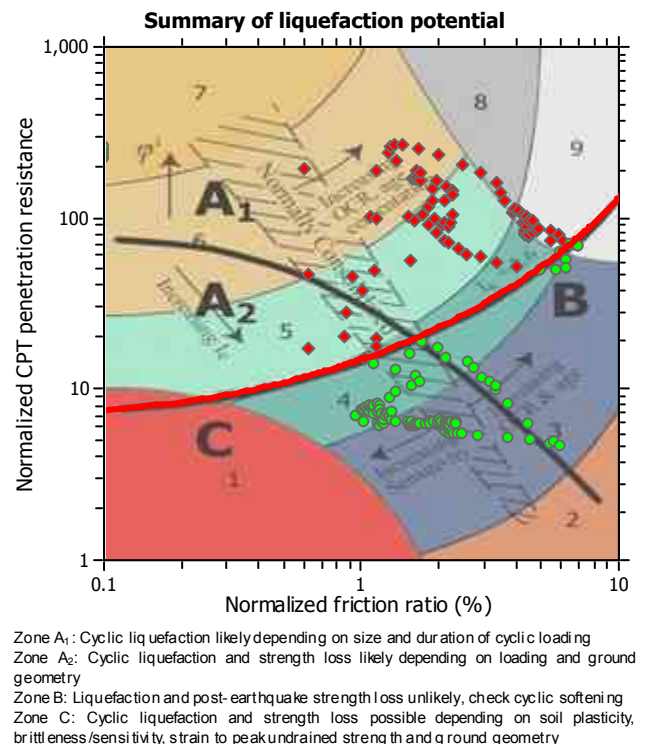 Summary of liquefaction potential
1,000
100
10
1
Normalized CPT penetration resistance
7
8
9
φ'
A1
6
A2
5
B
4
C
1
3
2
0.1
1
10
Normalized friction ratio (%)
Zone A1: Cyclic liquefaction likely depending on size and duration of cyclic loading
Zone A2: Cyclic liquefaction and strength loss likely depending on loading and ground
geometry
Zone B: Liquefaction and post-earthquake strength loss unlikely, check cyclic softening
Zone C: Cyclic liquefaction and strength loss possible depending on soil plasticity,
brittleness/sensitivity, strain to peak undrained strength and ground geometry